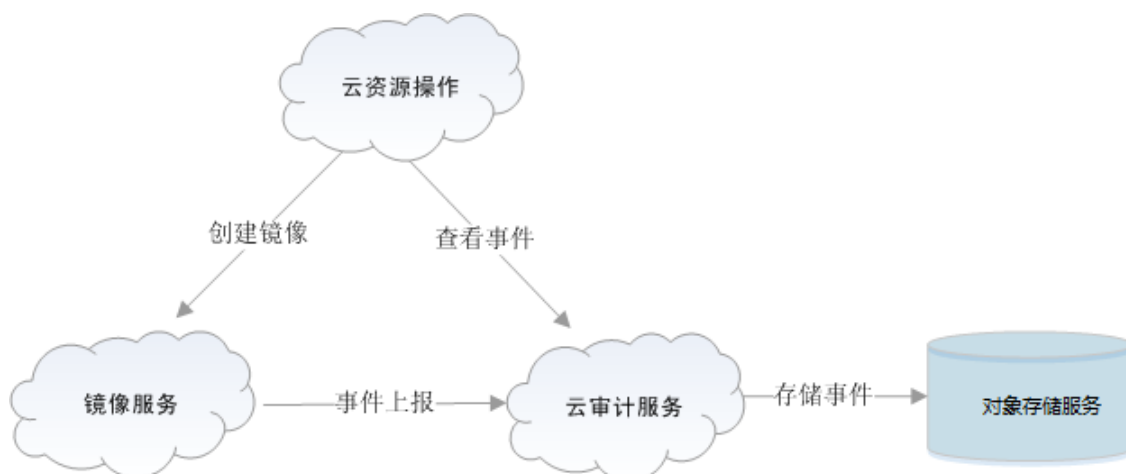 云资源操作
创建镜像
查看事件
镜像服务
事件上报
云审计服务
存储事件
对象存储服务